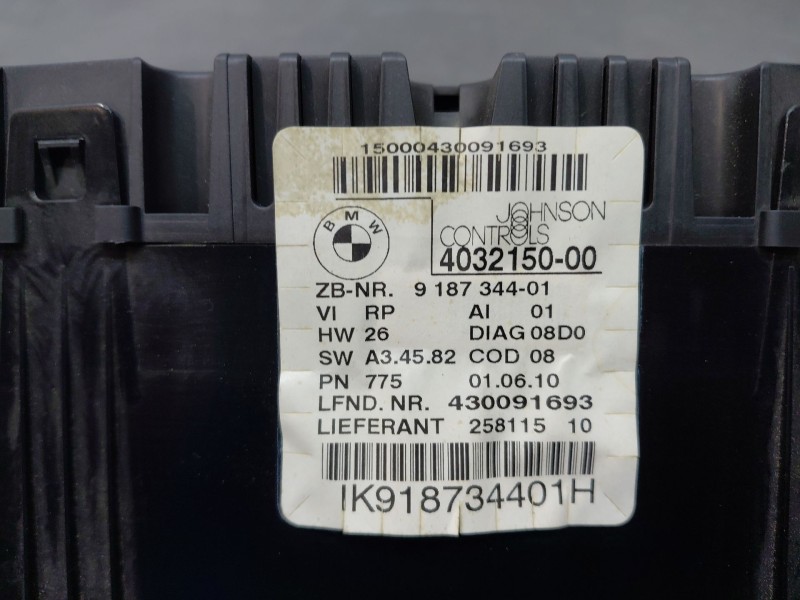 15000430091693
BMW
JOHNSON
CONTROLS
4032150-00
ZB-NR. 9 187 344-01
VI RP AI 01
HW 26 DIAG 08D0
SW A3.45.82 COD 08
PN 775 01.06.10
LFND. NR. 430091693
LIEFERANT 258115 10
IK918734401H